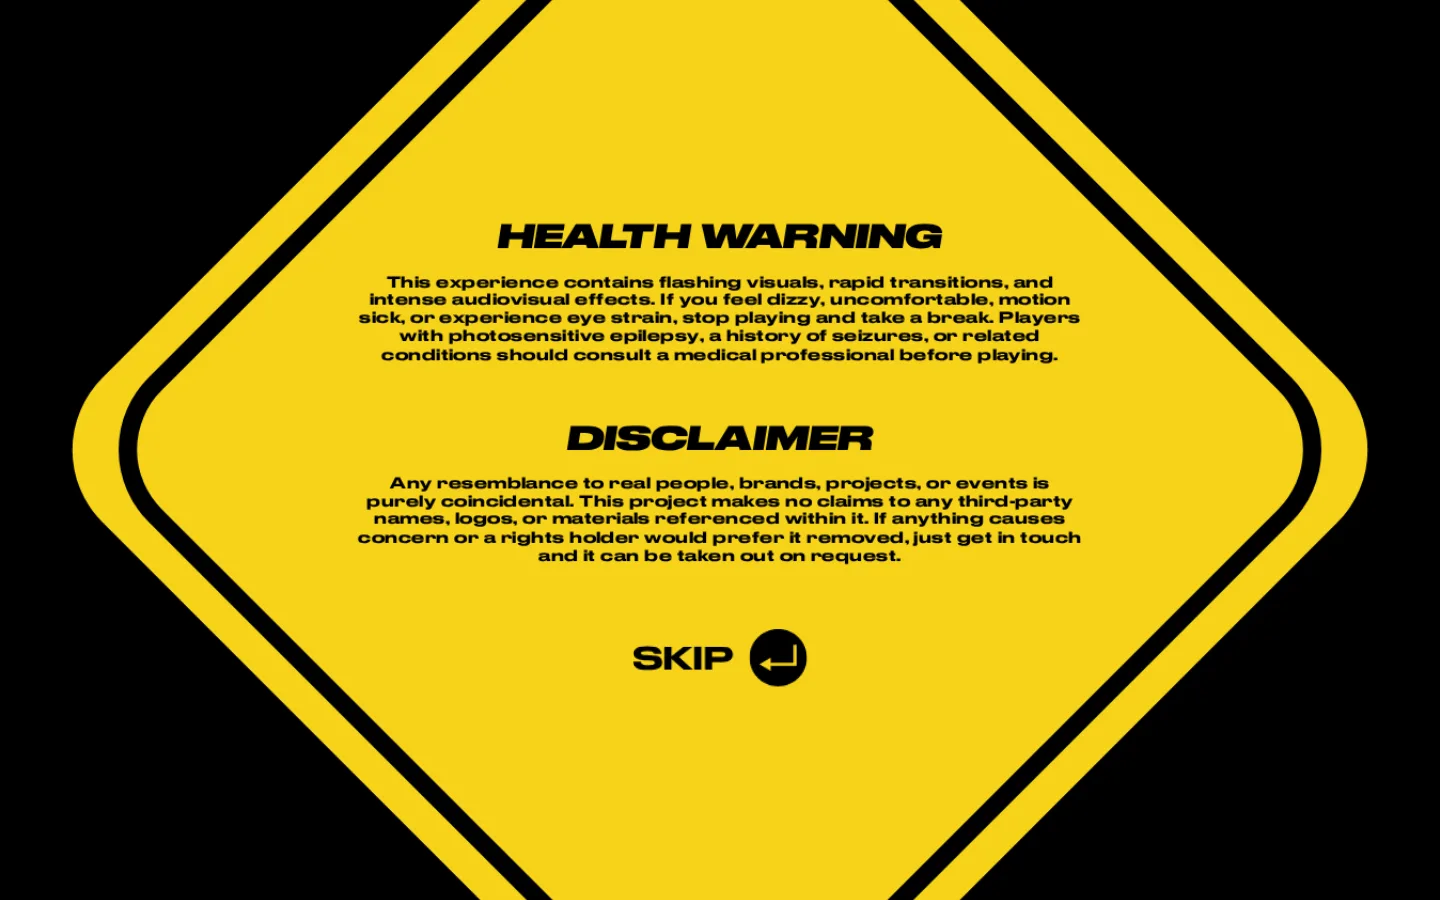 HEALTH WARNING
This experience contains flashing visuals, rapid transitions, and
intense audiovisual effects. If you feel dizzy, uncomfortable, motion
sick, or experience eye strain, stop playing and take a break. Players
with photosensitive epilepsy, a history of seizures, or related
conditions should consult a medical professional before playing.
DISCLAIMER
Any resemblance to real people, brands, projects, or events is
purely coincidental. This project makes no claims to any third-party
names, logos, or materials referenced within it. If anything causes
concern or a rights holder would prefer it removed, just get in touch
and it can be taken out on request.
SKIP